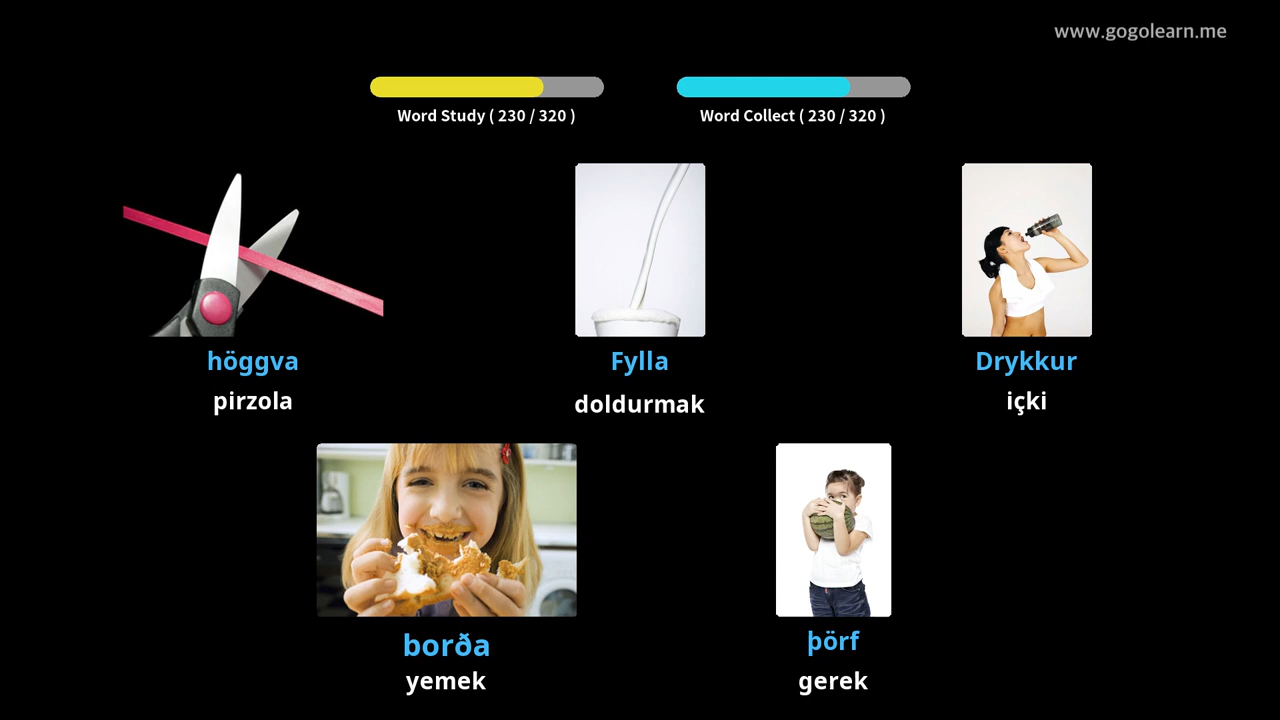 www.gogolearn.me
Word Study ( 230 / 320 )
Word Collect ( 230 / 320 )
höggva
Fylla
Drykkur
pirzola
doldurmak
içki
borða
þörf
yemek
gerek